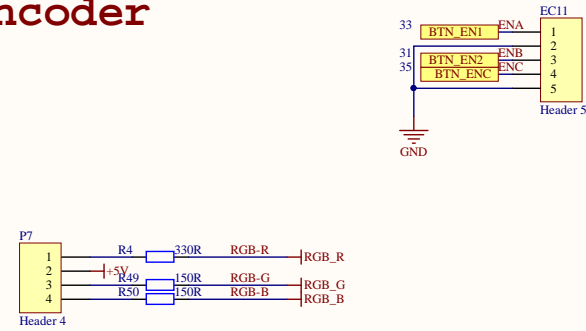 ncoder
EC11
33 BTN_EN1 ENA 1
2
31 BTN_EN2 ENB 3
35 BTN_ENC ENC 4
5
Header 5
GND
P7
1 R4 330R RGB-R RGB_R
2 +5V
3 R49 150R RGB-G RGB_G
4 R50 150R RGB-B RGB_B
Header 4